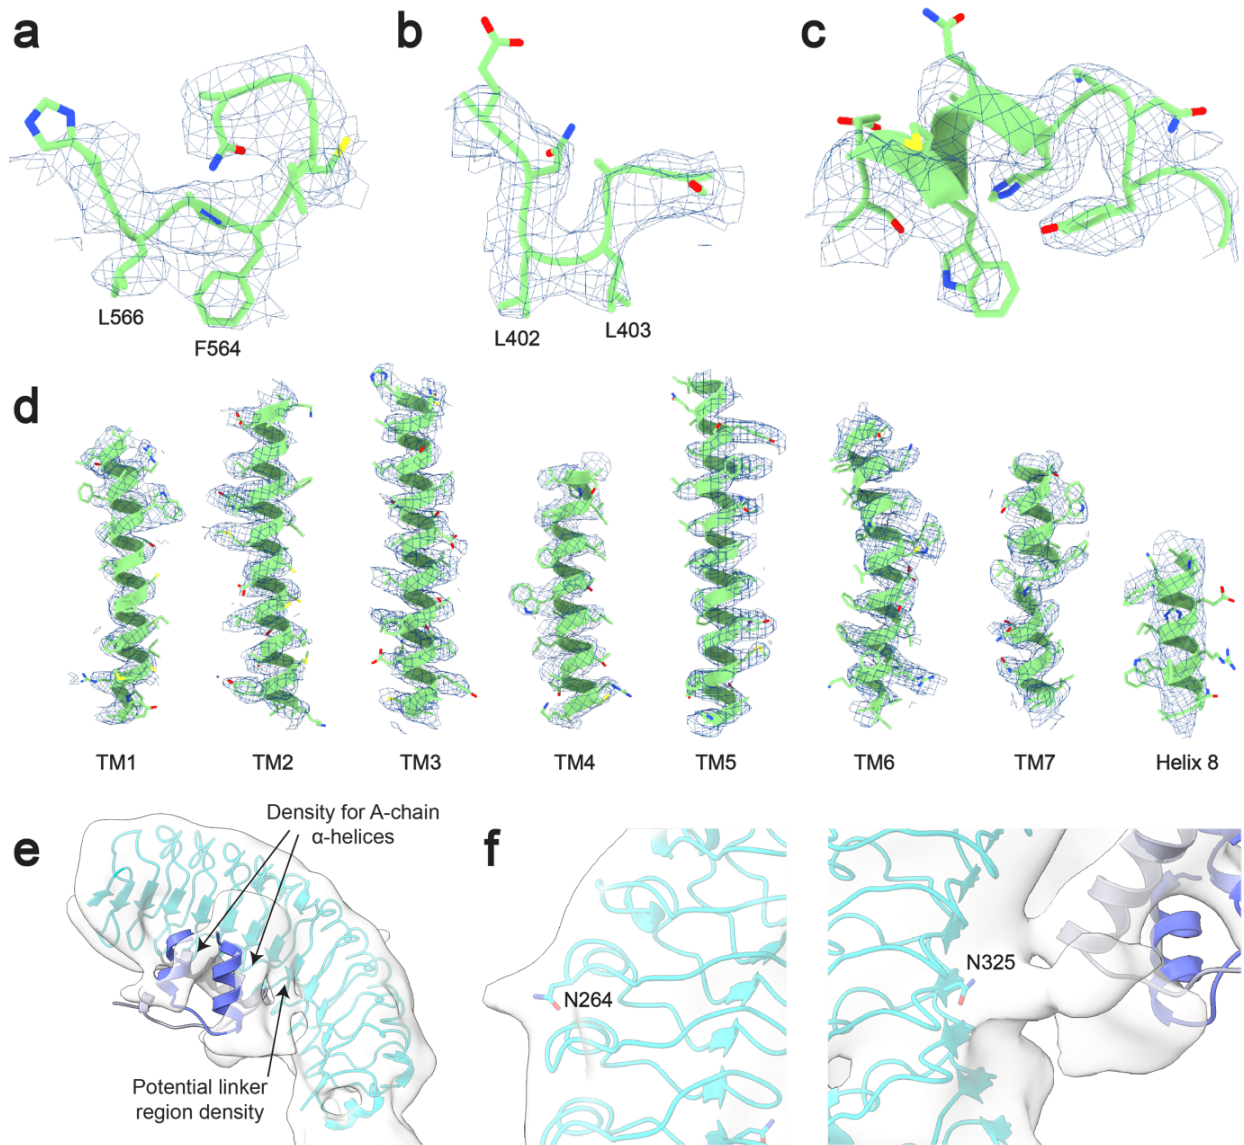 a
b
c
L566
F564
L402
L403
d
TM1
TM2
TM3
TM4
TM5
TM6
TM7
Helix 8
e
Density for A-chain
α-helices
Potential linker
region density
f
N264
N325